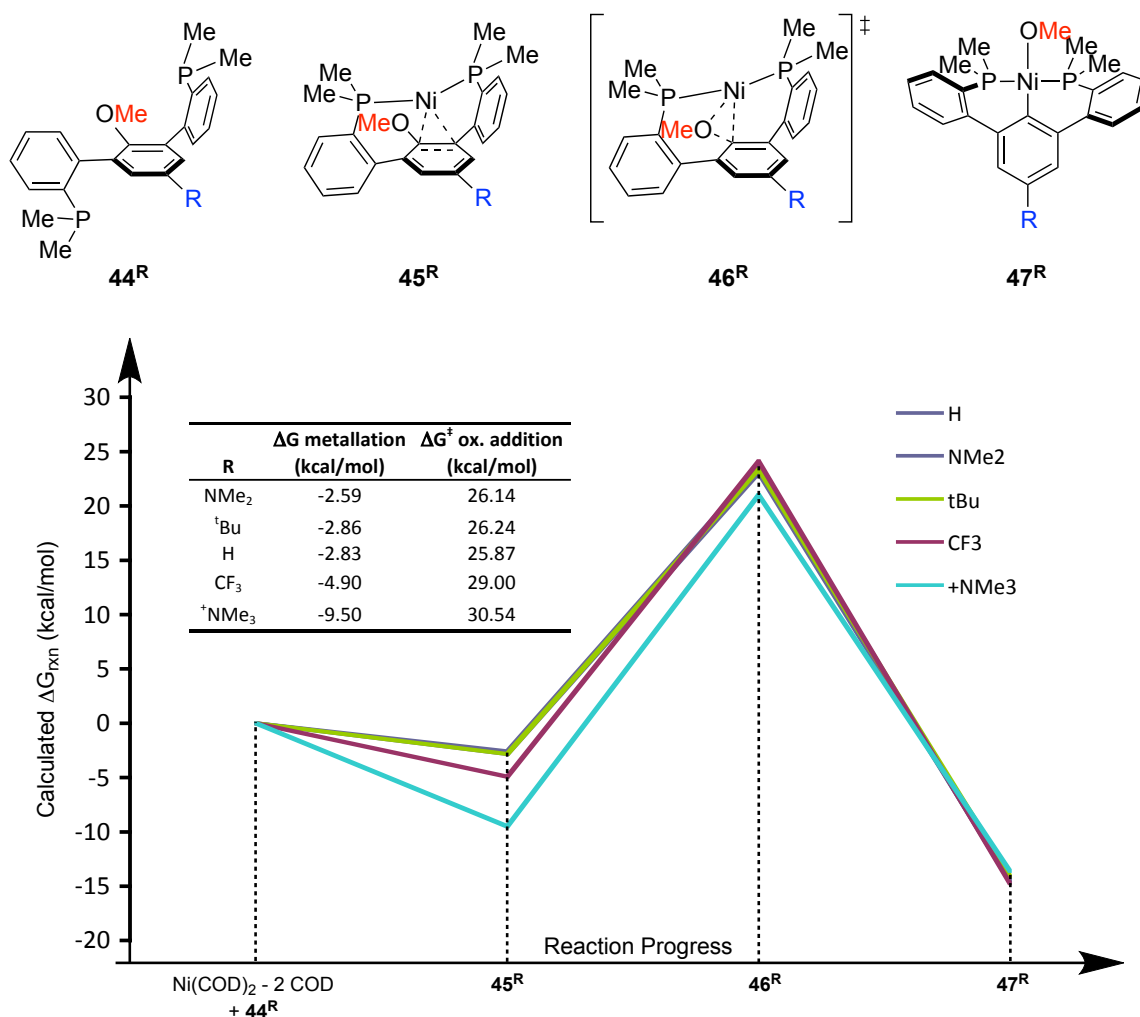 Me
P
Me
OMe
R
P
Me
Me
44ᴿ
Me
Me
P
Me
Me
P
Ni
MeO
R
45ᴿ
‡
Me
Me
P
Me
Me
P
Ni
MeO
R
46ᴿ
OMe
Me
Me
Me
Me
P
Ni
P
R
47ᴿ
Calculated ΔGrxn (kcal/mol)
30
25
20
15
10
5
0
-5
-10
-15
-20
ΔG metallation ΔG‡ ox. addition
R (kcal/mol) (kcal/mol)
NMe₂ -2.59 26.14
ᵗBu -2.86 26.24
H -2.83 25.87
CF₃ -4.90 29.00
⁺NMe₃ -9.50 30.54
H
NMe2
tBu
CF3
+NMe3
Reaction Progress
Ni(COD)₂ - 2 COD
+ 44ᴿ
45ᴿ
46ᴿ
47ᴿ